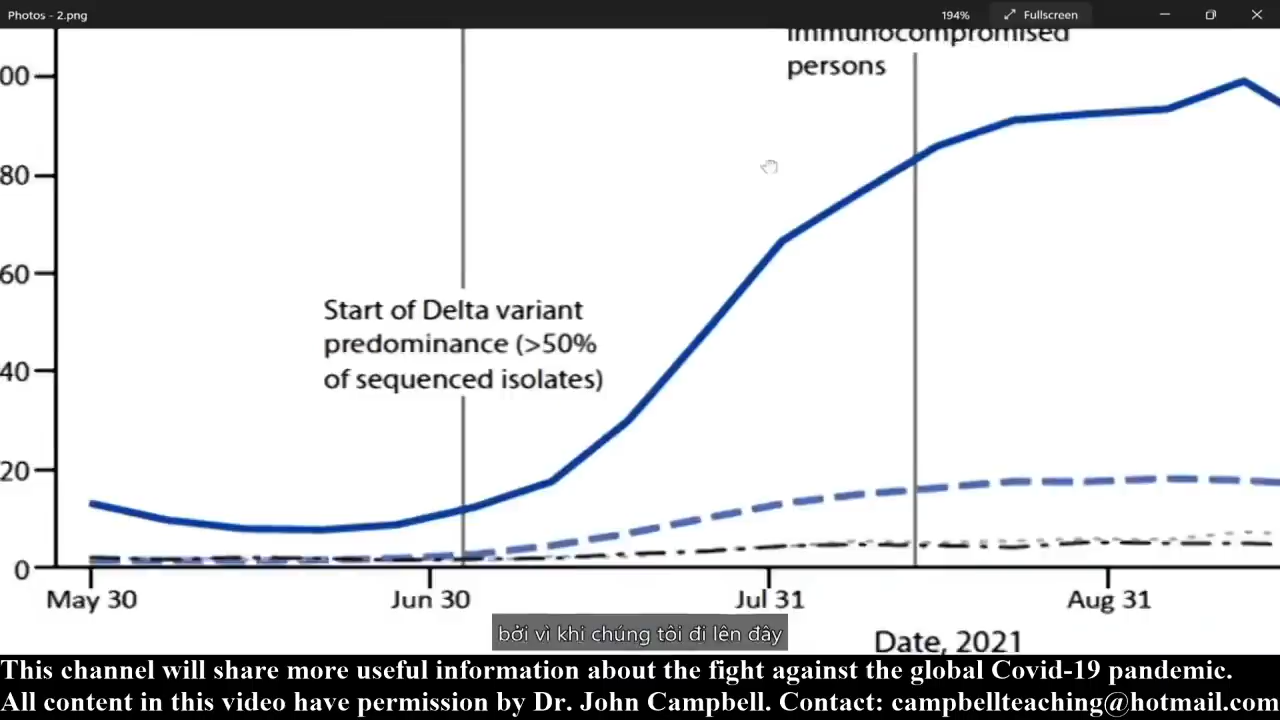 Photos - 2.png
194%
Fullscreen
immunocompromised
persons
00
80
60
Start of Delta variant
predominance (>50%
of sequenced isolates)
40
20
0
May 30
Jun 30
Jul 31
Aug 31
bởi vì khi chúng tôi đi lên đây
Date, 2021
This channel will share more useful information about the fight against the global Covid-19 pandemic.
All content in this video have permission by Dr. John Campbell. Contact: campbellteaching@hotmail.com